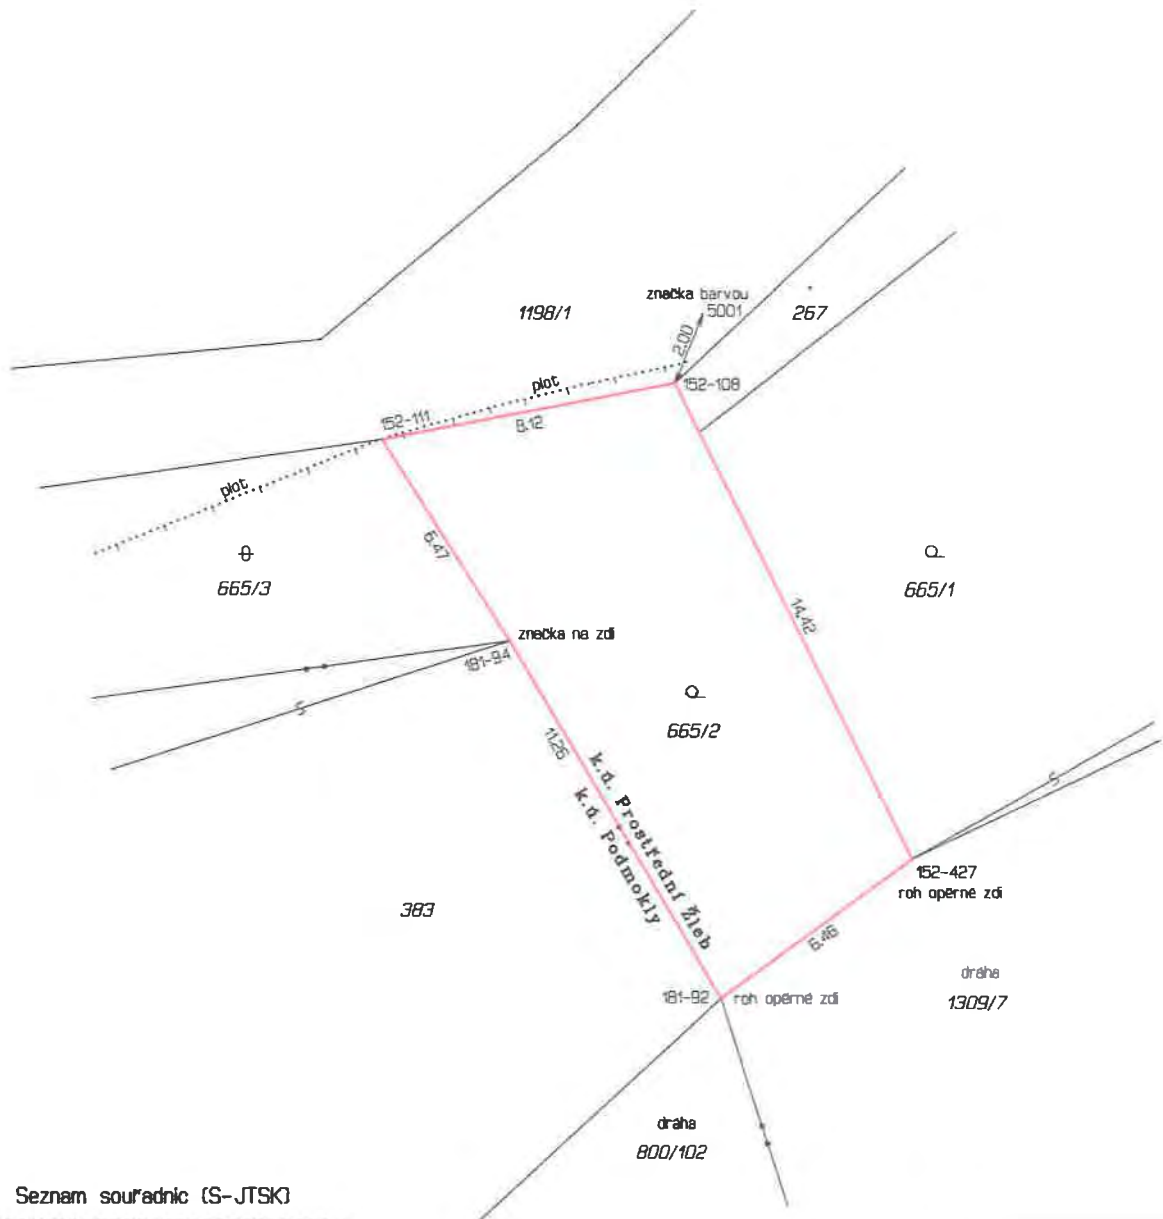 značka barvou
5001
1198/1
267
2.00
plot
152-108
152-111
8.12
plot
6.47
665/3
665/1
14.42
značka na zdi
181-94
665/2
11.26
k.ú. Prostřední Žleb
k.ú. Podmokly
152-427
roh opěrné zdi
383
6.46
dráha
181-92
roh opěrné zdi
1309/7
dráha
800/102
Seznam souřadnic (S-JTSK)